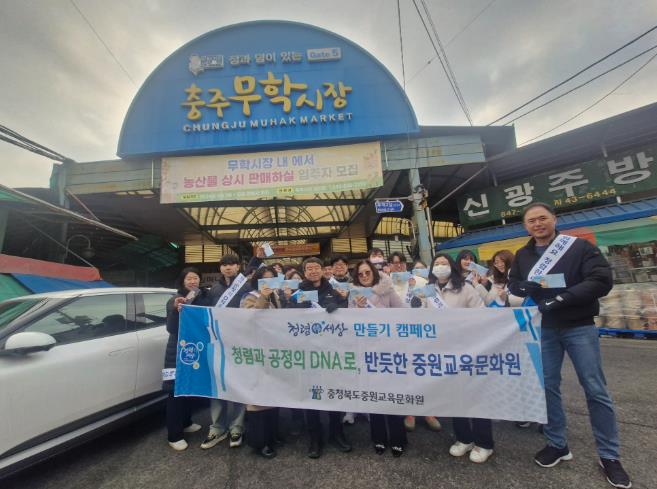 정과 덤이 있는 Gate 5
충주무학시장
CHUNGJU MUHAK MARKET
무학시장 내 에서
농산물 상시 판매하실 입주자 모집
신광주방
43-6444
청렴 세상 만들기 캠페인
청렴과 공정의 DNA로, 반듯한 중원교육문화원
충청북도중원교육문화원